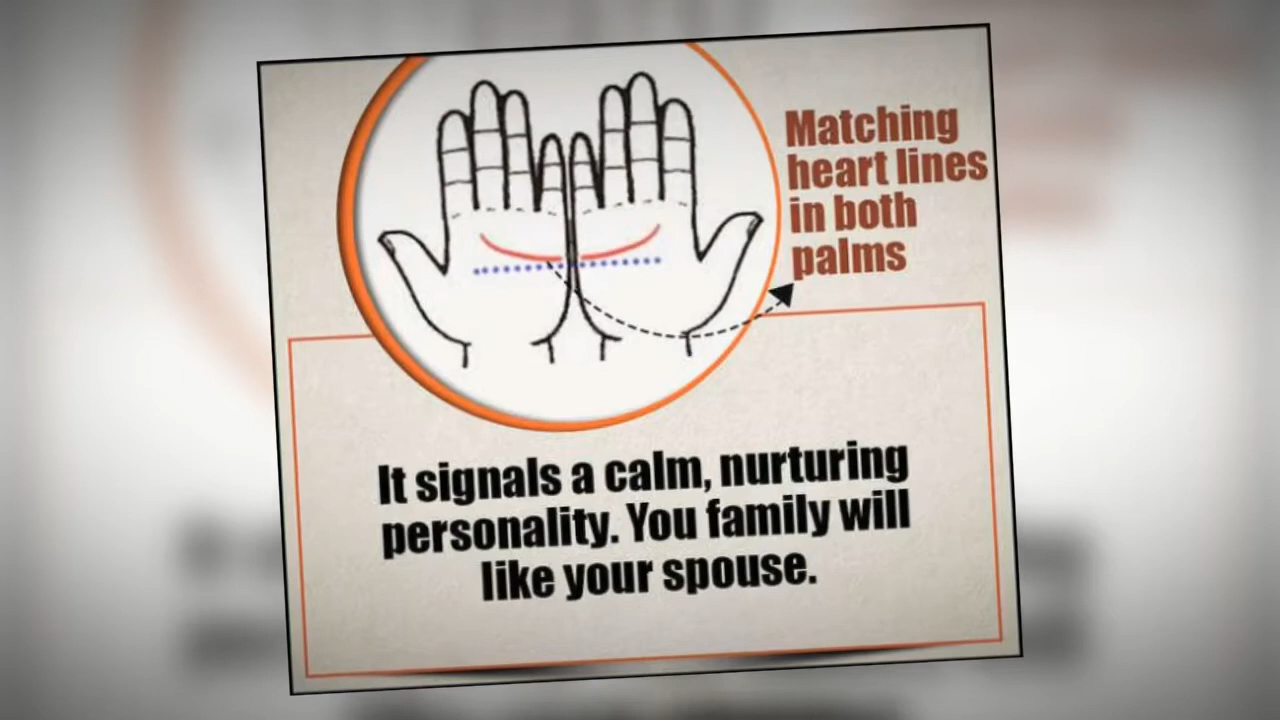 Matching
heart lines
in both
palms
It signals a calm, nurturing
personality. You family will
like your spouse.